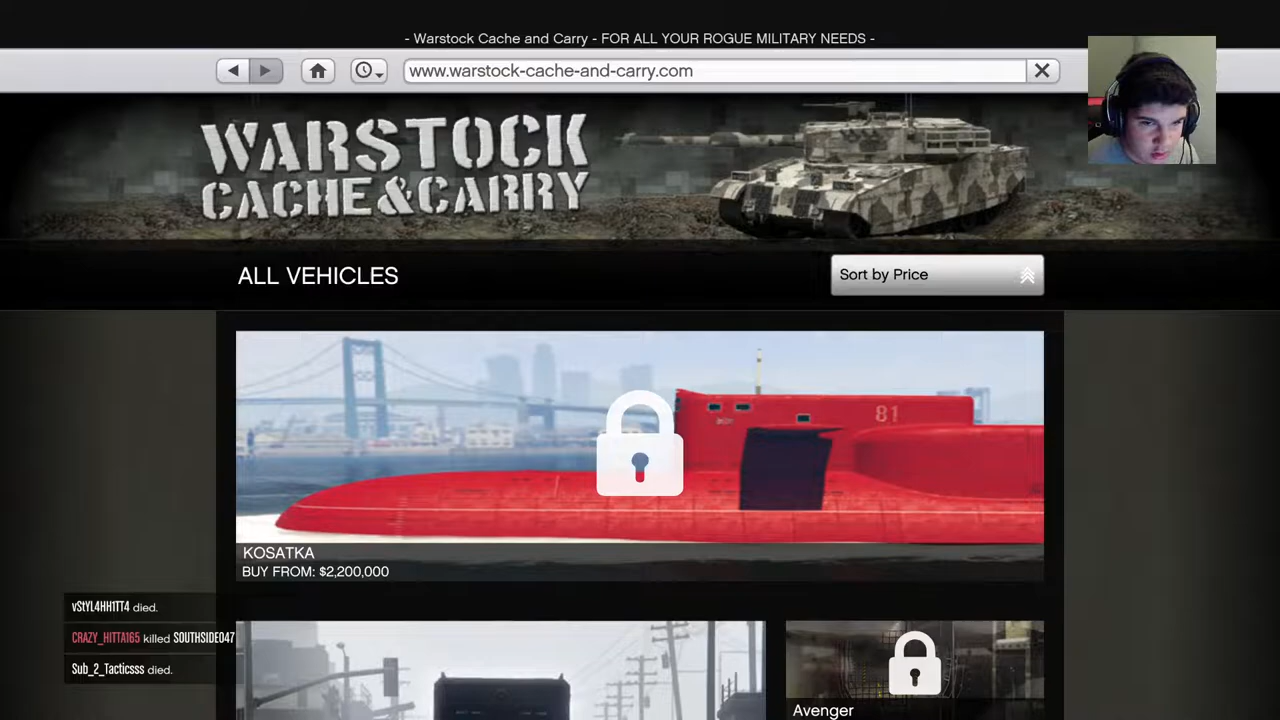 - Warstock Cache and Carry - FOR ALL YOUR ROGUE MILITARY NEEDS -
www.warstock-cache-and-carry.com
WARSTOCK
CACHE&CARRY
ALL VEHICLES
Sort by Price
81
KOSATKA
BUY FROM: $2,200,000
vStYL4HH1TT4 died.
CRAZY_HITTA165 killed SOUTHSIDE047
Sub_2_Tacticsss died.
Avenger